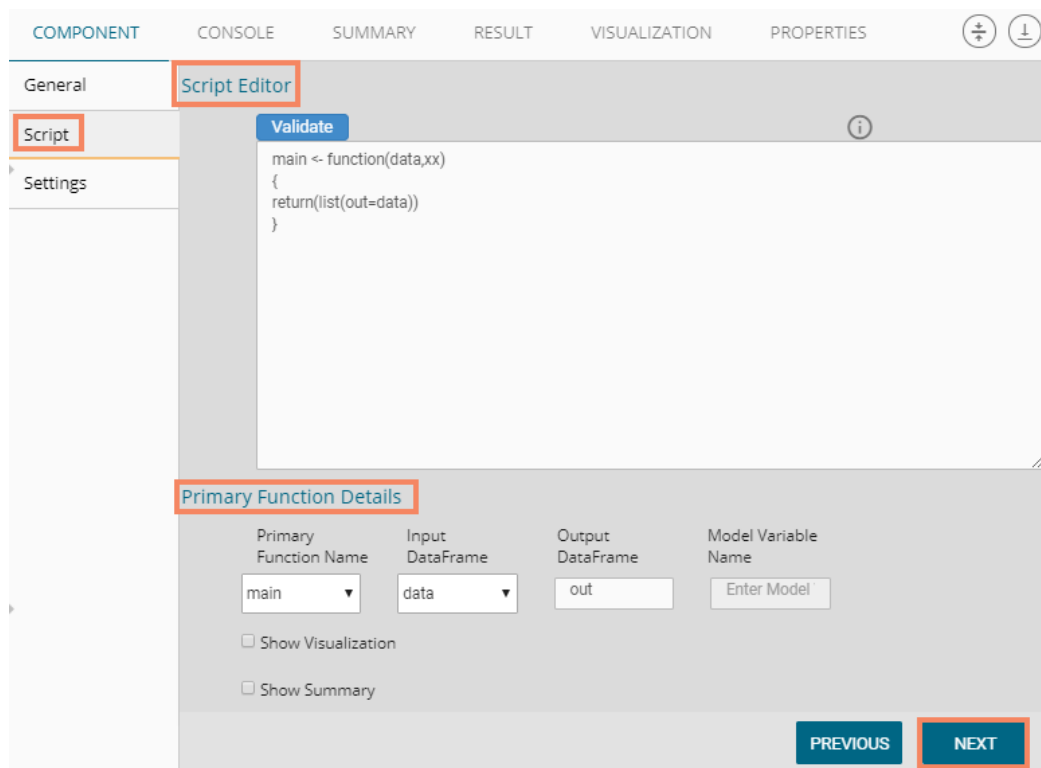 COMPONENT CONSOLE SUMMARY RESULT VISUALIZATION PROPERTIES
General
Script
Settings
Script Editor
Validate
main <- function(data,xx)
{
return(list(out=data))
}
Primary Function Details
Primary
Function Name
Input
DataFrame
Output
DataFrame
Model Variable
Name
main
data
out
Enter Model
Show Visualization
Show Summary
PREVIOUS
NEXT